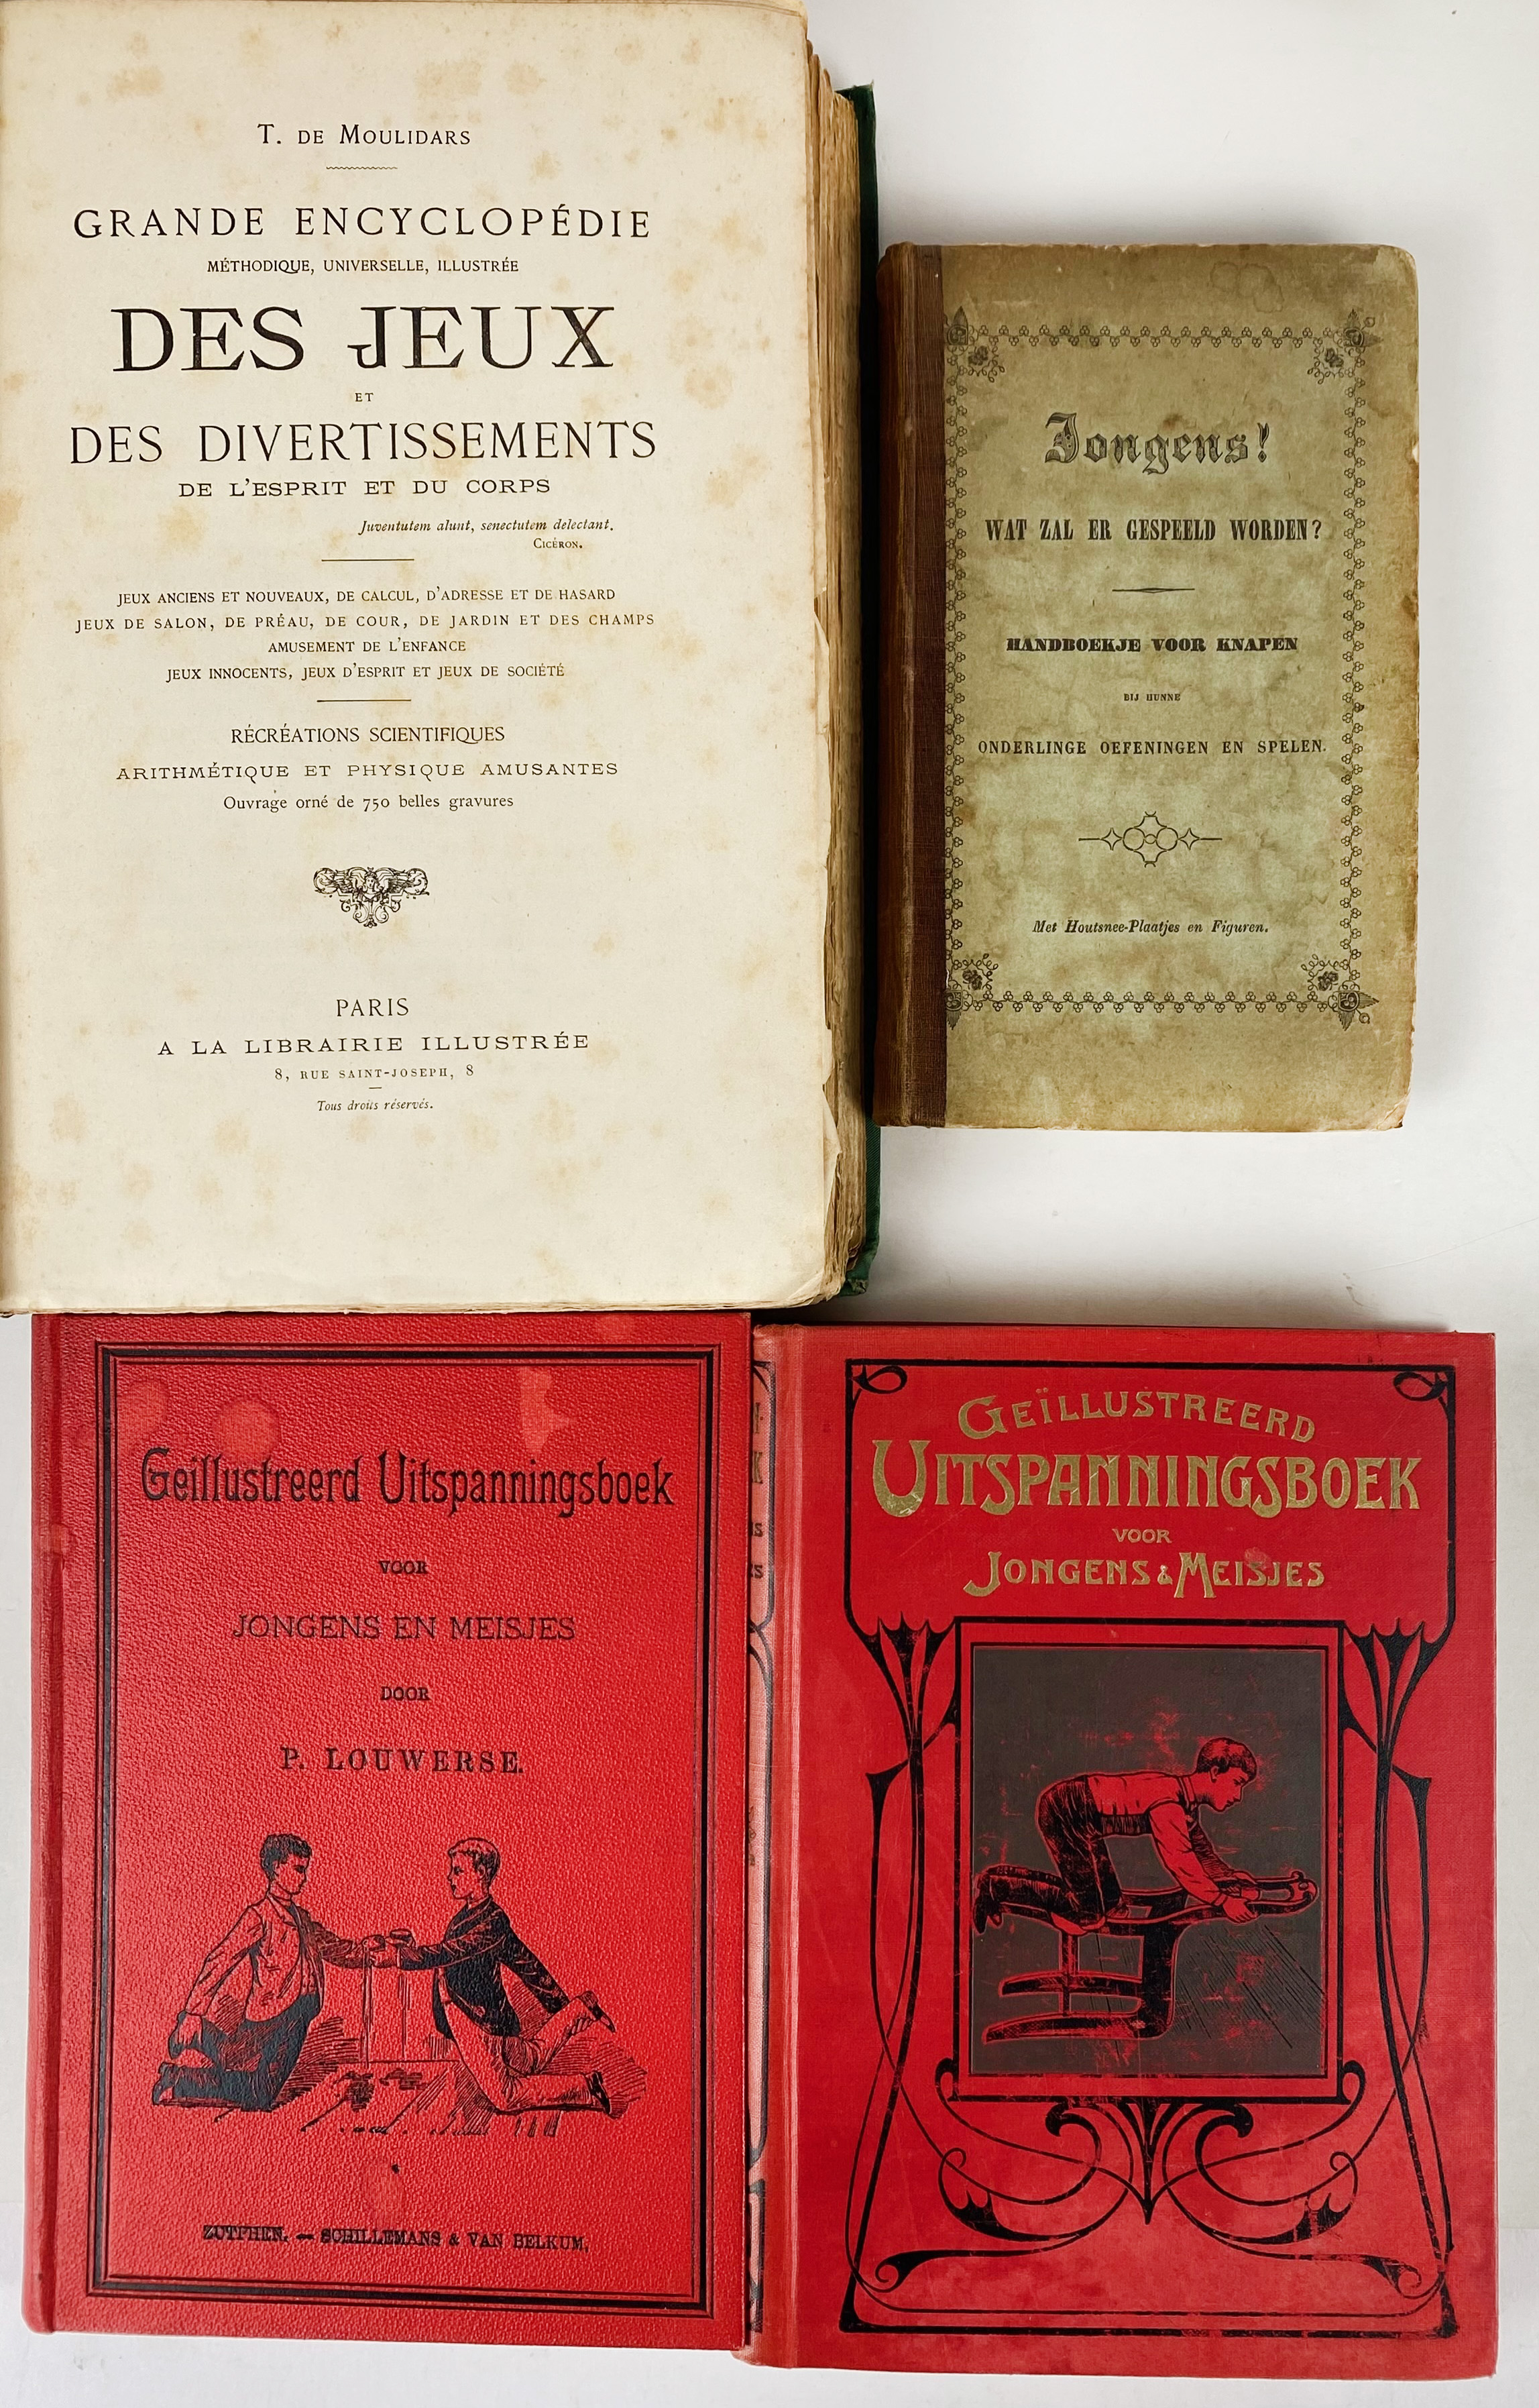 T. DE MOULIDARS
GRANDE ENCYCLOPÉDIE
MÉTHODIQUE, UNIVERSELLE, ILLUSTRÉE
DES JEUX
ET
DES DIVERTISSEMENTS
DE L'ESPRIT ET DU CORPS
Juventutem alunt, senectutem delectant.
CICÉRON.
JEUX ANCIENS ET NOUVEAUX, DE CALCUL, D'ADRESSE ET DE HASARD
JEUX DE SALON, DE PRÉAU, DE COUR, DE JARDIN ET DES CHAMPS
AMUSEMENT DE L'ENFANCE
JEUX INNOCENTS, JEUX D'ESPRIT ET JEUX DE SOCIÉTÉ
RÉCRÉATIONS SCIENTIFIQUES
ARITHMÉTIQUE ET PHYSIQUE AMUSANTES
Ouvrage orné de 750 belles gravures
PARIS
A LA LIBRAIRIE ILLUSTRÉE
8, RUE SAINT-JOSEPH, 8
Tous droits réservés.
Jongens!
WAT ZAL ER GESPEELD WORDEN?
HANDBOEKJE VOOR KNAPEN
BIJ HUNNE
ONDERLINGE OEFENINGEN EN SPELEN.
Met Houtsnee-Plaatjes en Figuren.
Geïllustreerd Uitspanningsboek
VOOR
JONGENS EN MEISJES
DOOR
P. LOUWERSE.
ZUTPHEN. — SCHILLEMANS & VAN BELKUM.
GEÏLLUSTREERD
UITSPANNINGSBOEK
VOOR
JONGENS & MEISJES